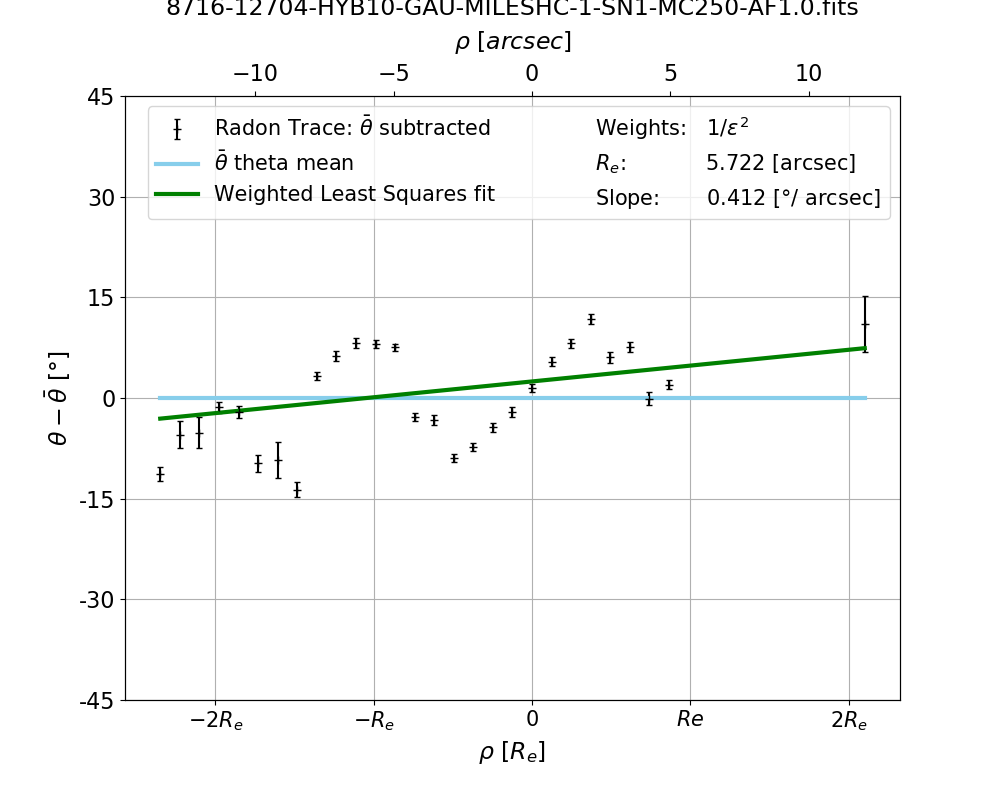 8716-12704-HYB10-GAU-MILESHC-1-SN1-MC250-AF1.0.fits
ρ [arcsec]
−10 −5 0 5 10
45
30
15
0
-15
-30
-45
θ − θ̄ [°]
Radon Trace: θ̄ subtracted
θ̄ theta mean
Weighted Least Squares fit
Weights: 1/ε²
Rₑ: 5.722 [arcsec]
Slope: 0.412 [°/ arcsec]
−2Rₑ −Rₑ 0 Re 2Rₑ
ρ [Rₑ]